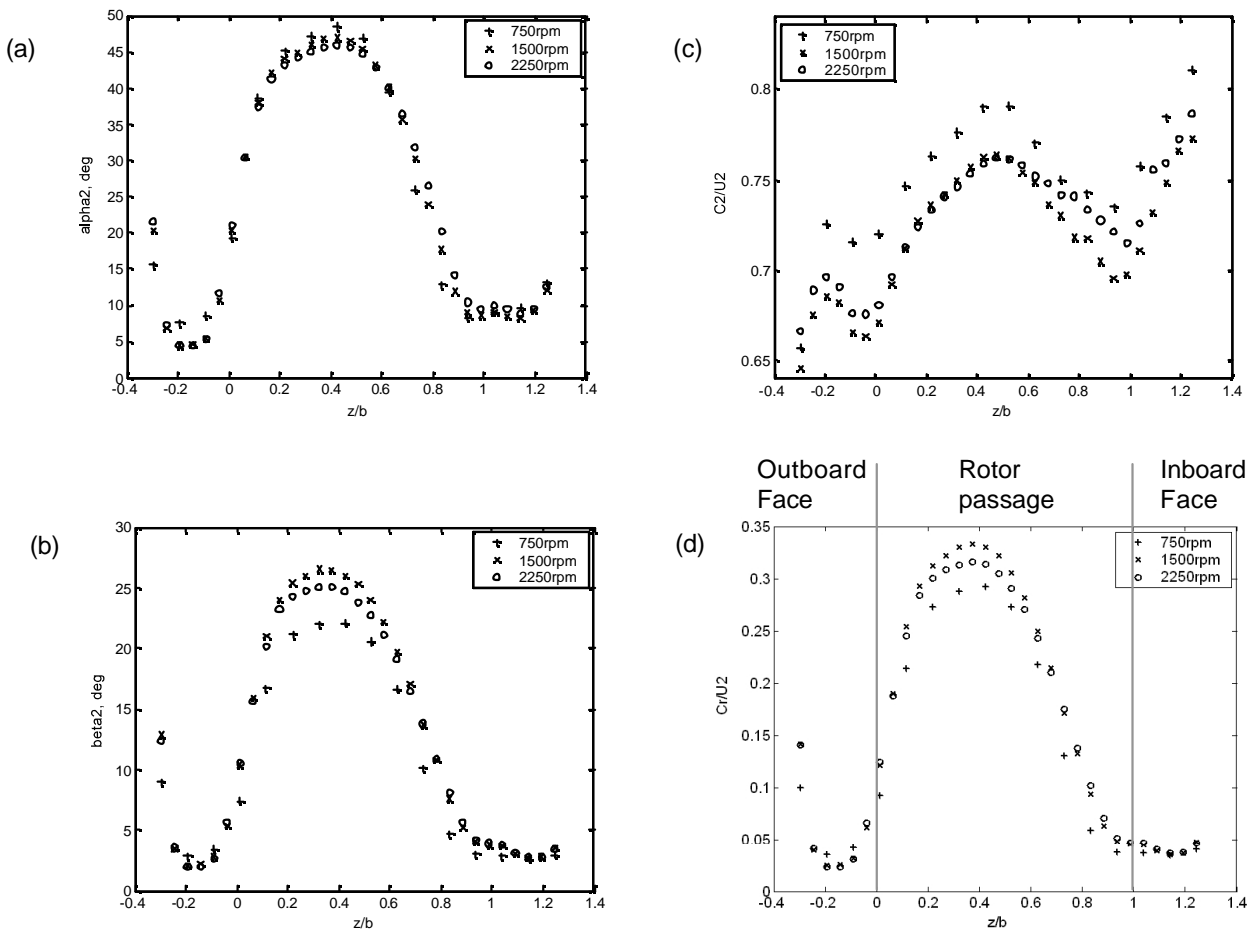 (a)
alpha2, deg
50
45
40
35
30
25
20
15
10
5
0
-0.4 -0.2 0 0.2 0.4 0.6 0.8 1 1.2 1.4
z/b
750rpm
1500rpm
2250rpm
(c)
C2/U2
0.8
0.75
0.7
0.65
-0.4 -0.2 0 0.2 0.4 0.6 0.8 1 1.2 1.4
z/b
750rpm
1500rpm
2250rpm
(b)
beta2, deg
30
25
20
15
10
5
0
-0.4 -0.2 0 0.2 0.4 0.6 0.8 1 1.2 1.4
z/b
750rpm
1500rpm
2250rpm
Outboard
Face
Rotor
passage
Inboard
Face
(d)
Cr/U2
0.35
0.3
0.25
0.2
0.15
0.1
0.05
0
-0.4 -0.2 0 0.2 0.4 0.6 0.8 1 1.2 1.4
z/b
750rpm
1500rpm
2250rpm